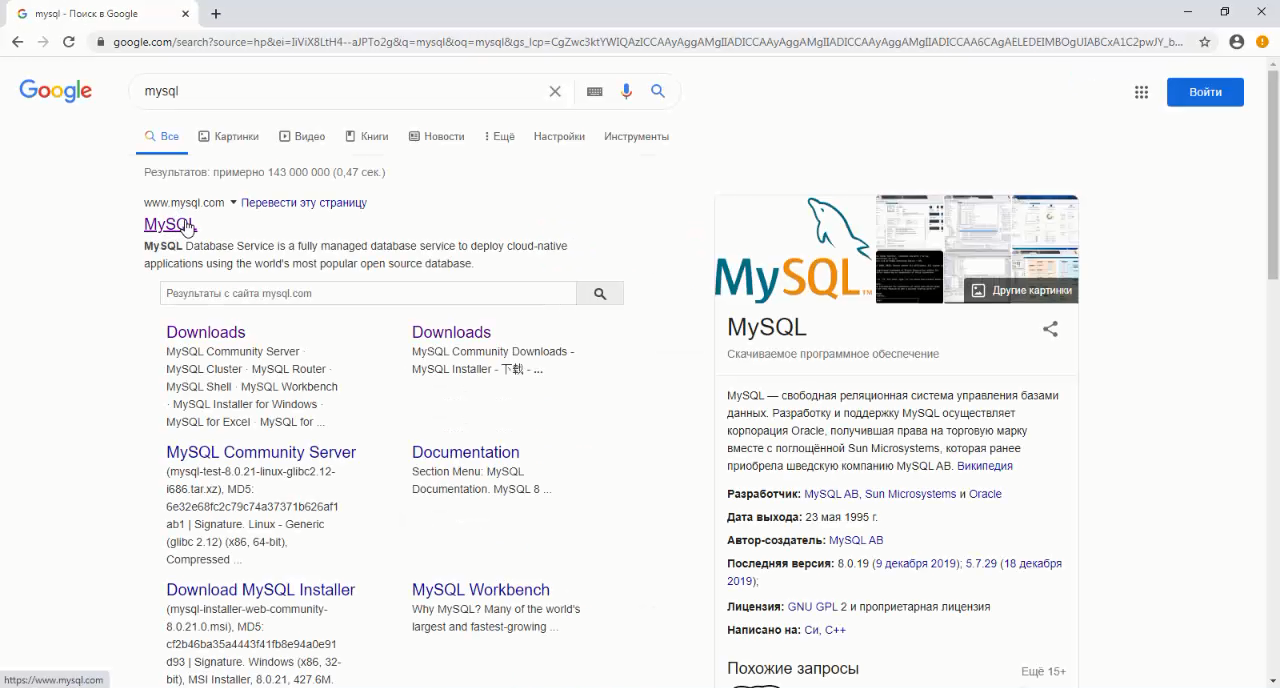 mysql - Поиск в Google
google.com/search?source=hp&ei=IiViX8LtH4--aJPTo2g&q=mysql&oq=mysql&gs_lcp=CgZwc3ktYWIQAzICCAAyAggAMgIIADICCAAyAggAMgIIADICCAAyAggAMgIIADICCAA6CAgAELEDEIMBOgUIABCxA1C2pwJY_b...
Google
mysql
Войти
Все
Картинки
Видео
Книги
Новости
Ещё
Настройки
Инструменты
Результатов: примерно 143 000 000 (0,47 сек.)
www.mysql.com Перевести эту страницу
MySQL
MySQL Database Service is a fully managed database service to deploy cloud-native
applications using the world's most popular open source database.
Результаты с сайта mysql.com
Downloads
MySQL Community Server ·
MySQL Cluster · MySQL Router ·
MySQL Shell · MySQL Workbench
· MySQL Installer for Windows ·
MySQL for Excel · MySQL for ...
Downloads
MySQL Community Downloads -
MySQL Installer - 下载 - ...
MySQL Community Server
(mysql-test-8.0.21-linux-glibc2.12-
i686.tar.xz), MD5:
6e32e68fc2c79c74a37371b626af1
ab1 | Signature. Linux - Generic
(glibc 2.12) (x86, 64-bit),
Compressed ...
Documentation
Section Menu: MySQL
Documentation. MySQL 8 ...
Download MySQL Installer
(mysql-installer-web-community-
8.0.21.0.msi), MD5:
cf2b46ba35a4443f41fb8e94a0e91
d93 | Signature. Windows (x86, 32-
bit), MSI Installer, 8.0.21, 427.6M.
MySQL Workbench
Why MySQL? Many of the world's
largest and fastest-growing ...
MySQL™
Другие картинки
MySQL
Скачиваемое программное обеспечение
MySQL — свободная реляционная система управления базами
данных. Разработку и поддержку MySQL осуществляет
корпорация Oracle, получившая права на торговую марку
вместе с поглощённой Sun Microsystems, которая ранее
приобрела шведскую компанию MySQL AB. Википедия
Разработчик: MySQL AB, Sun Microsystems и Oracle
Дата выхода: 23 мая 1995 г.
Автор-создатель: MySQL AB
Последняя версия: 8.0.19 (9 декабря 2019); 5.7.29 (18 декабря
2019);
Лицензия: GNU GPL 2 и проприетарная лицензия
Написано на: Си, C++
Похожие запросы
Ещё 15+
https://www.mysql.com